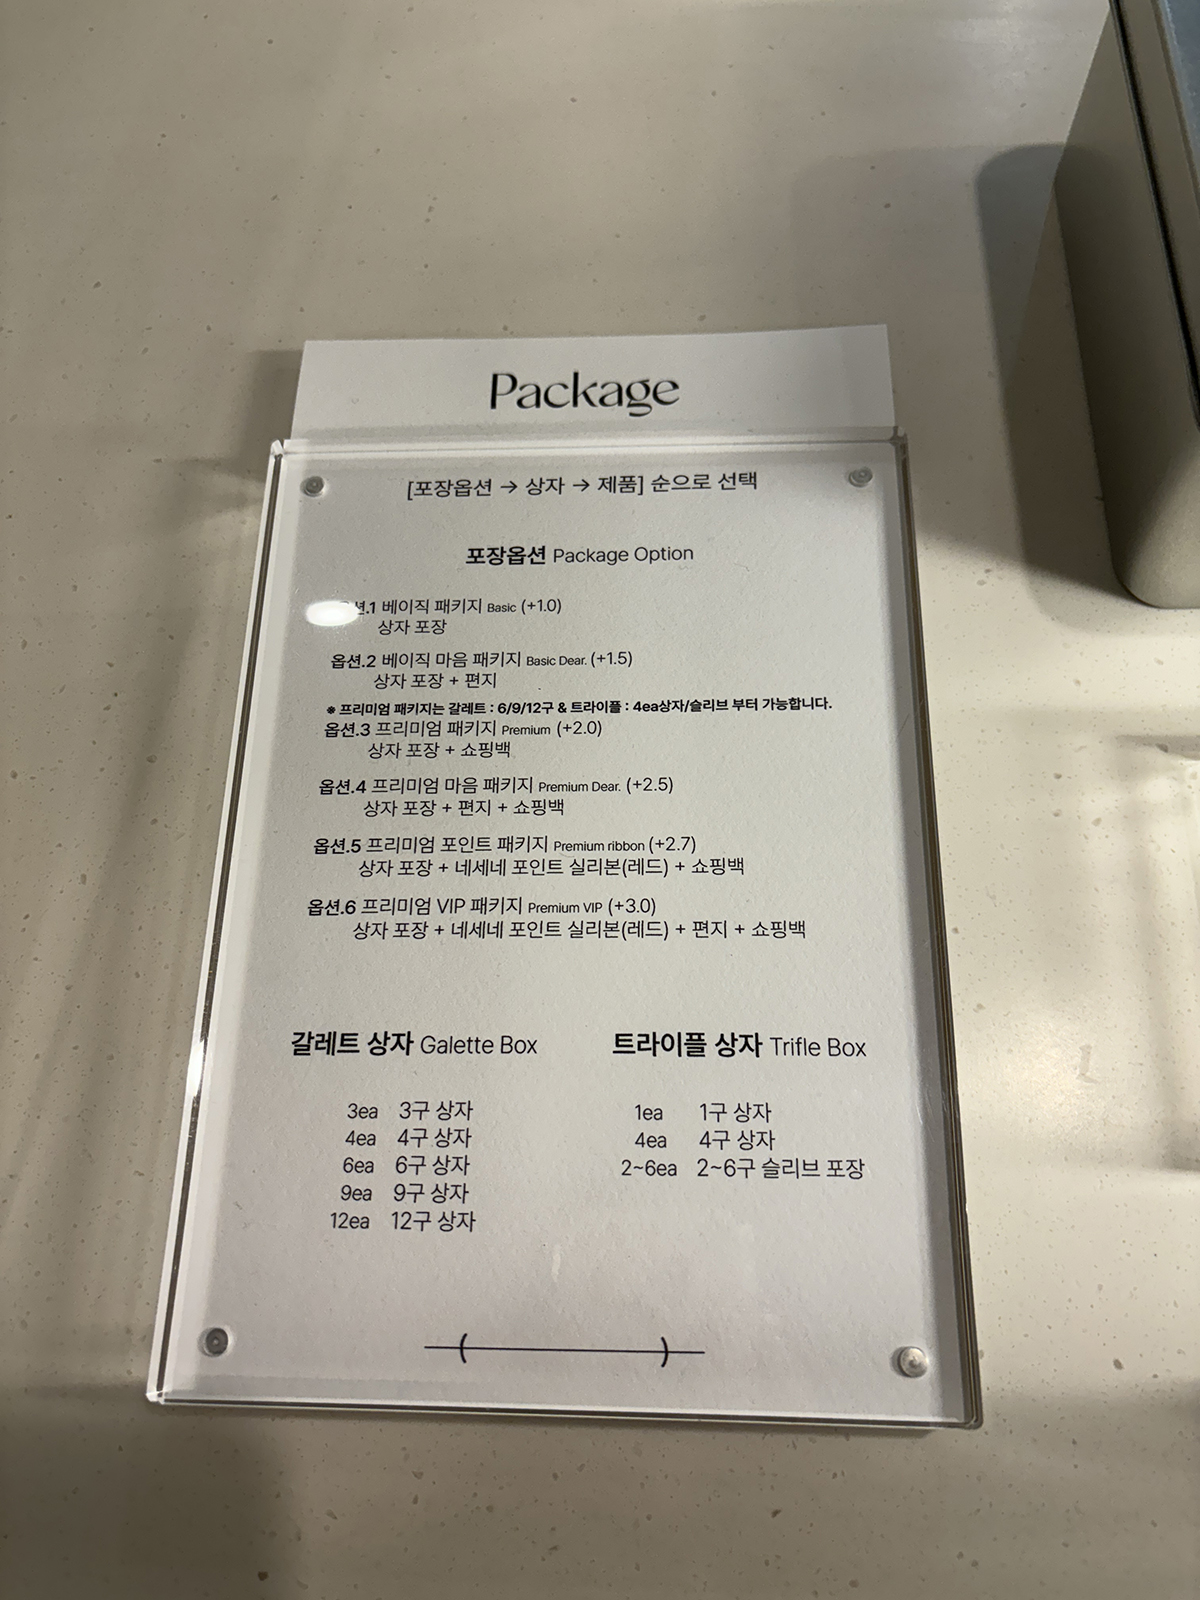 Package
[포장옵션 → 상자 → 제품] 순으로 선택
포장옵션 Package Option
옵션.1 베이직 패키지 Basic (+1.0)
상자 포장
옵션.2 베이직 마음 패키지 Basic Dear. (+1.5)
상자 포장 + 편지
※ 프리미엄 패키지는 갈레트 : 6/9/12구 & 트라이플 : 4ea상자/슬리브 부터 가능합니다.
옵션.3 프리미엄 패키지 Premium (+2.0)
상자 포장 + 쇼핑백
옵션.4 프리미엄 마음 패키지 Premium Dear. (+2.5)
상자 포장 + 편지 + 쇼핑백
옵션.5 프리미엄 포인트 패키지 Premium ribbon (+2.7)
상자 포장 + 네세네 포인트 실리본(레드) + 쇼핑백
옵션.6 프리미엄 VIP 패키지 Premium VIP (+3.0)
상자 포장 + 네세네 포인트 실리본(레드) + 편지 + 쇼핑백
갈레트 상자 Galette Box
3ea 3구 상자
4ea 4구 상자
6ea 6구 상자
9ea 9구 상자
12ea 12구 상자
트라이플 상자 Trifle Box
1ea 1구 상자
4ea 4구 상자
2~6ea 2~6구 슬리브 포장